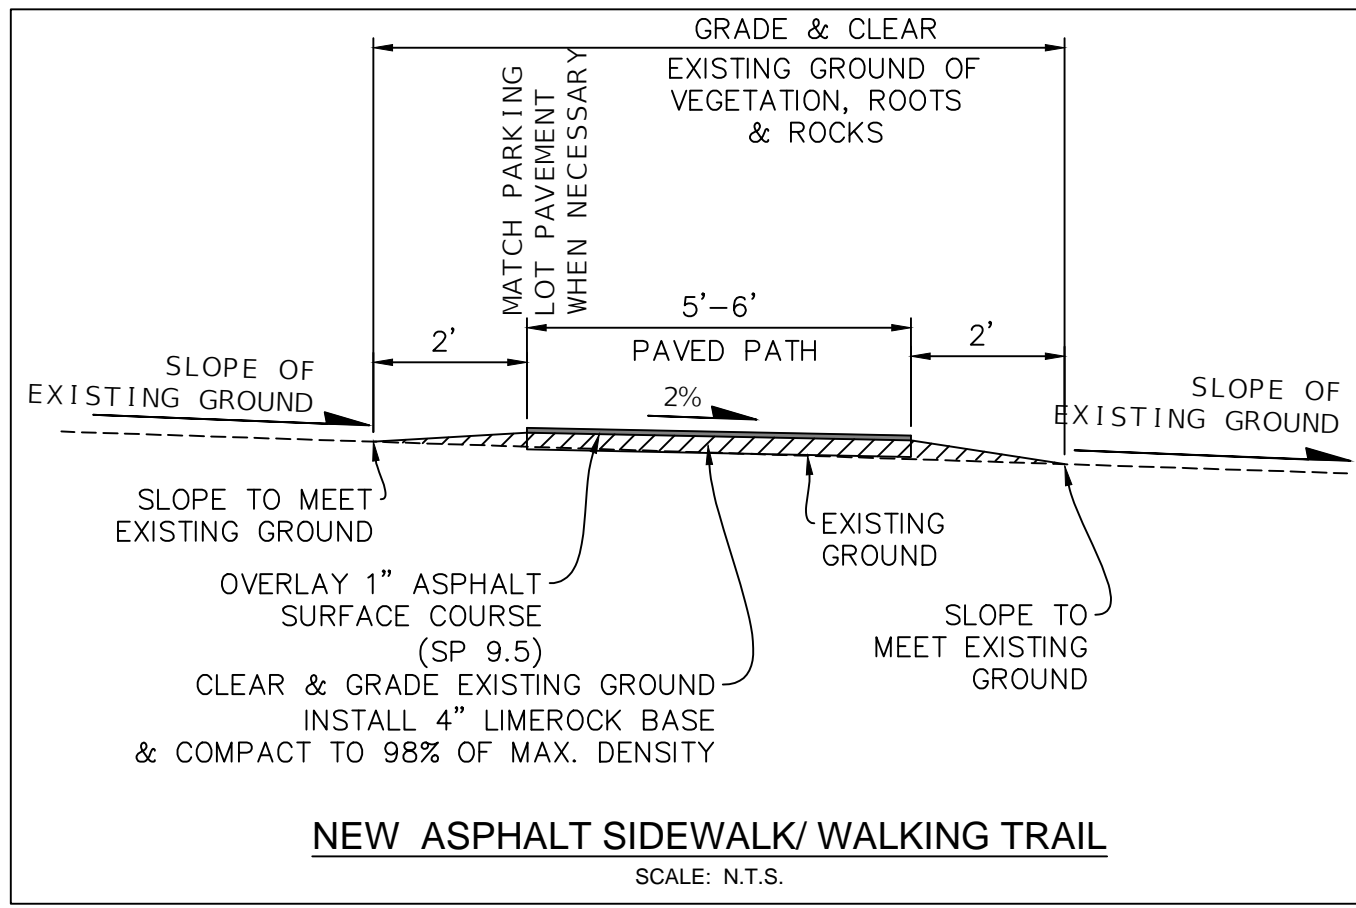 GRADE & CLEAR
EXISTING GROUND OF
VEGETATION, ROOTS
& ROCKS
MATCH PARKING
LOT PAVEMENT
WHEN NECESSARY
2'
5'-6'
PAVED PATH
2'
2%
SLOPE OF
EXISTING GROUND
SLOPE OF
EXISTING GROUND
SLOPE TO MEET
EXISTING GROUND
EXISTING
GROUND
OVERLAY 1" ASPHALT
SURFACE COURSE
(SP 9.5)
CLEAR & GRADE EXISTING GROUND
INSTALL 4" LIMEROCK BASE
& COMPACT TO 98% OF MAX. DENSITY
SLOPE TO
MEET EXISTING
GROUND
NEW ASPHALT SIDEWALK/ WALKING TRAIL
SCALE: N.T.S.